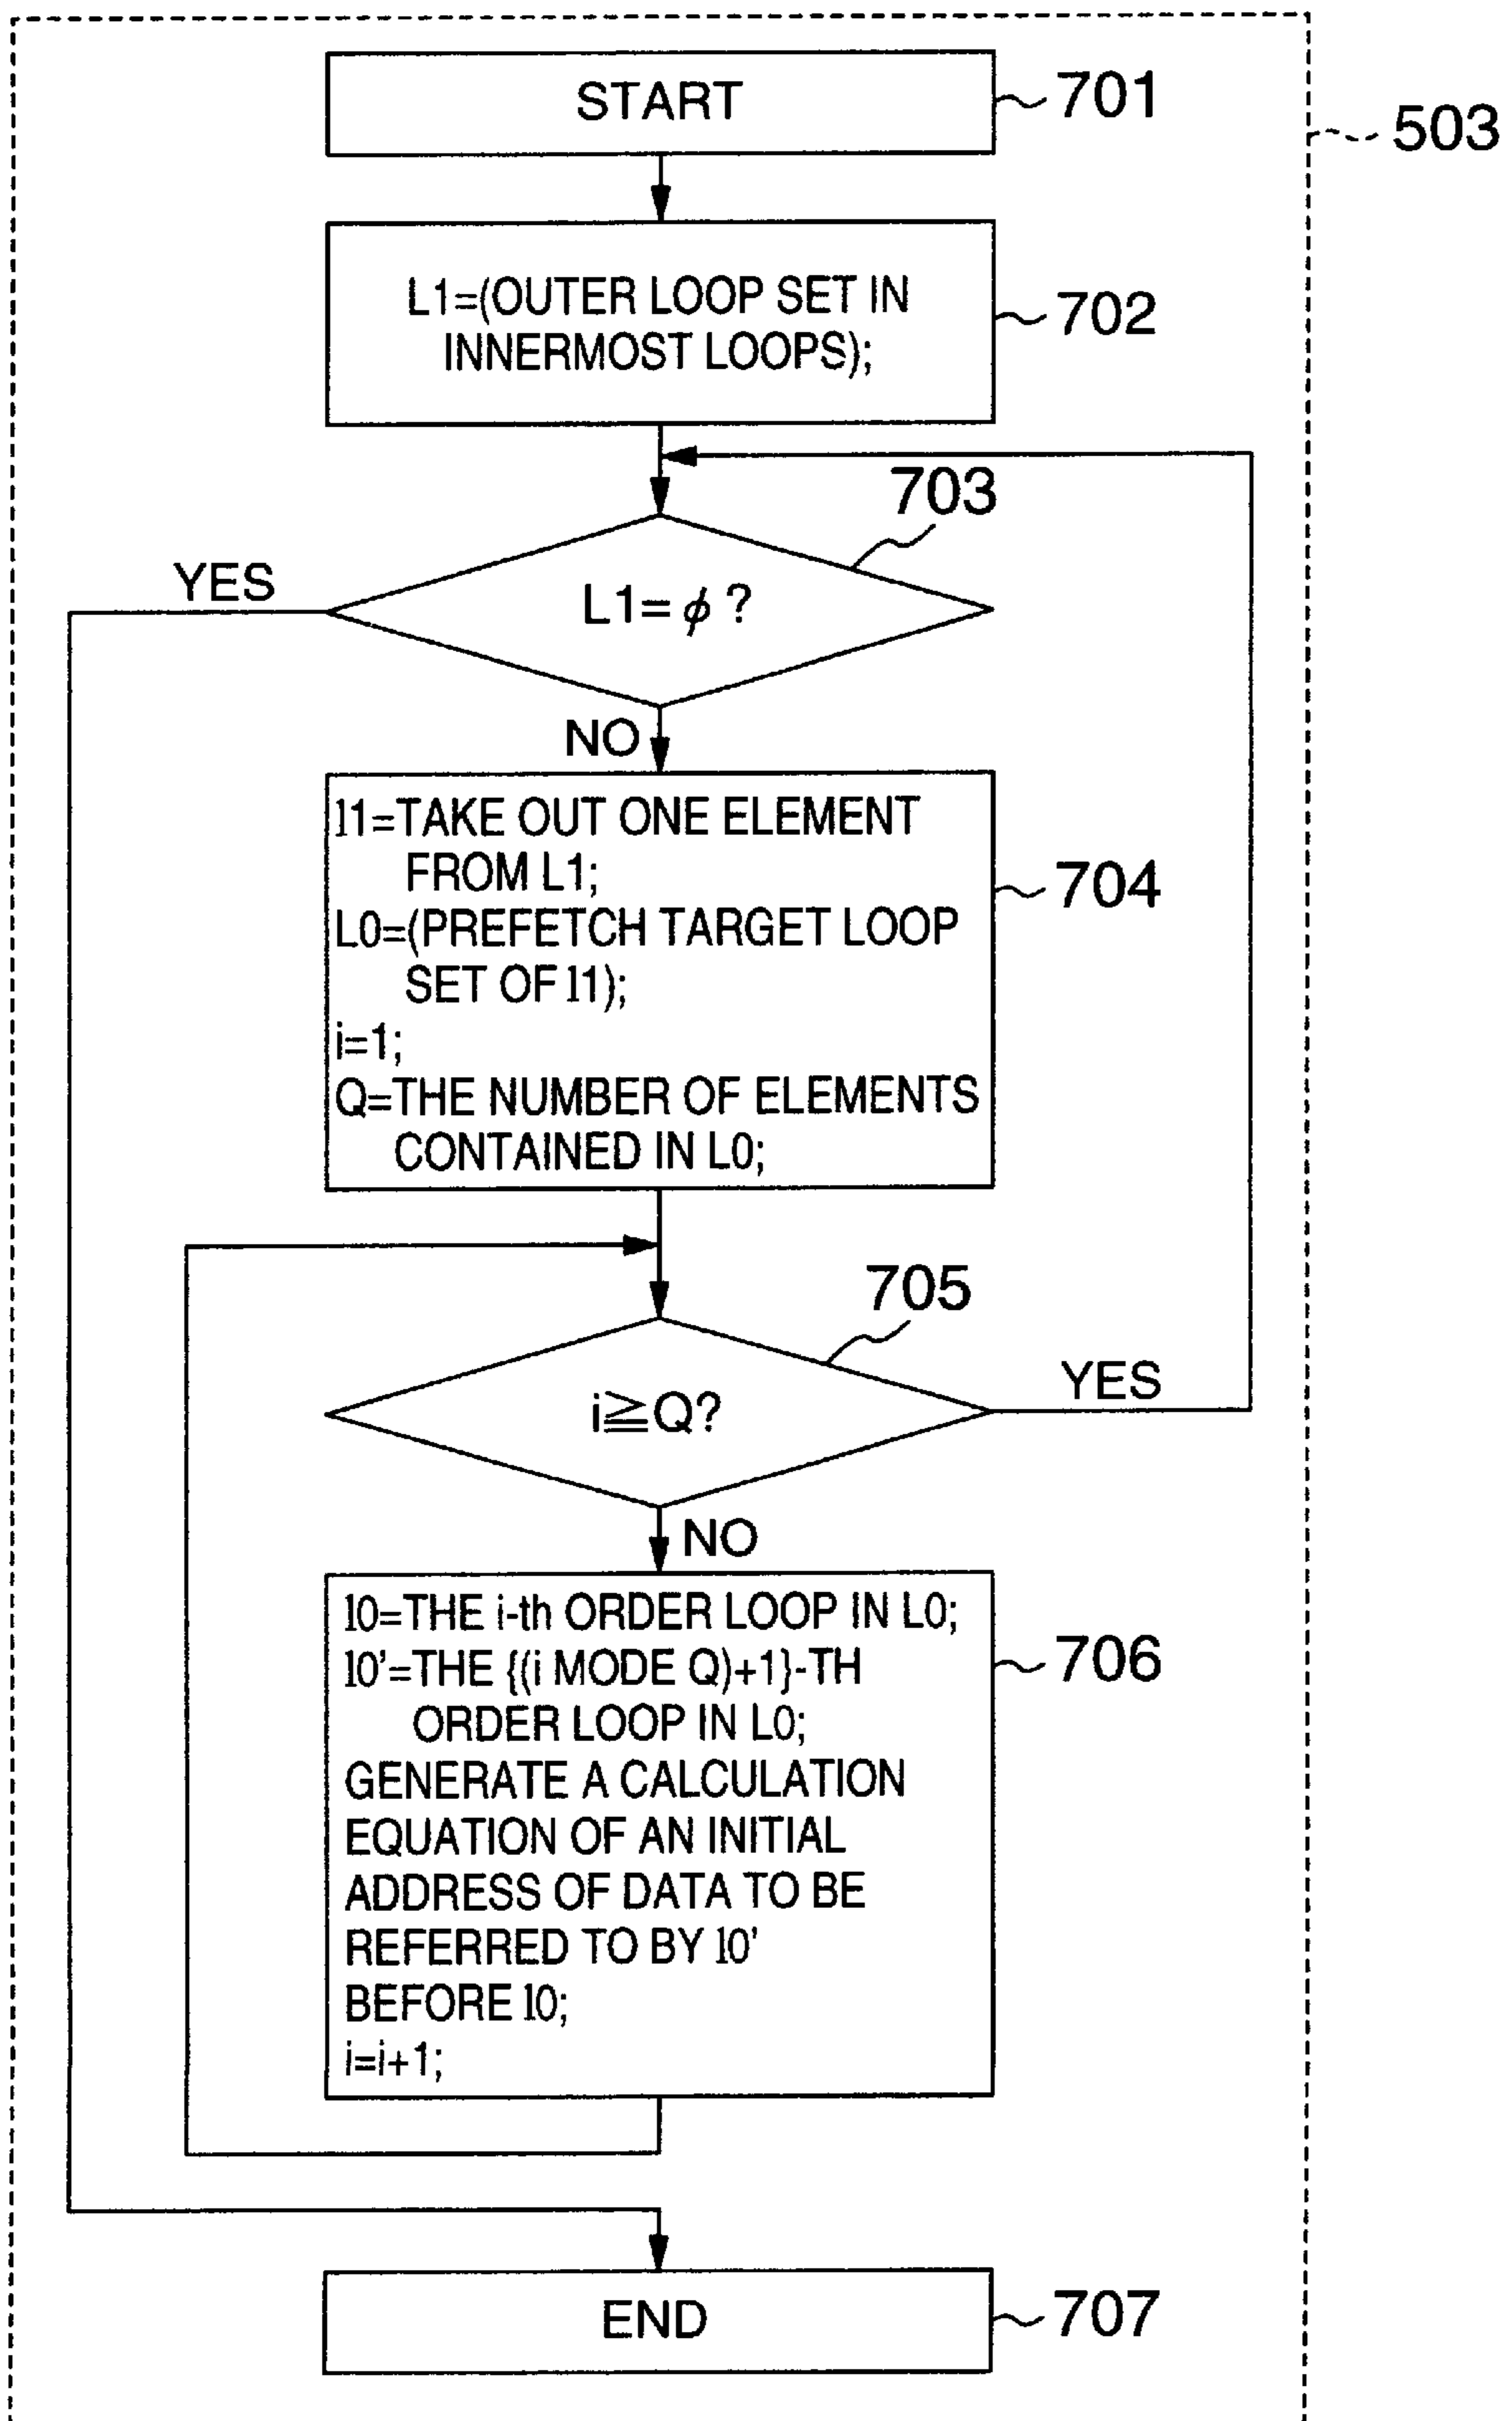 START
701
503
L1=(OUTER LOOP SET IN
INNERMOST LOOPS);
702
703
YES
L1= ϕ ?
NO
l1=TAKE OUT ONE ELEMENT
FROM L1;
L0=(PREFETCH TARGET LOOP
SET OF l1);
i=1;
Q=THE NUMBER OF ELEMENTS
CONTAINED IN L0;
704
705
YES
i≧Q?
NO
l0=THE i-th ORDER LOOP IN L0;
l0'=THE {(i MODE Q)+1}-TH
ORDER LOOP IN L0;
GENERATE A CALCULATION
EQUATION OF AN INITIAL
ADDRESS OF DATA TO BE
REFERRED TO BY l0'
BEFORE l0;
i=i+1;
706
END
707